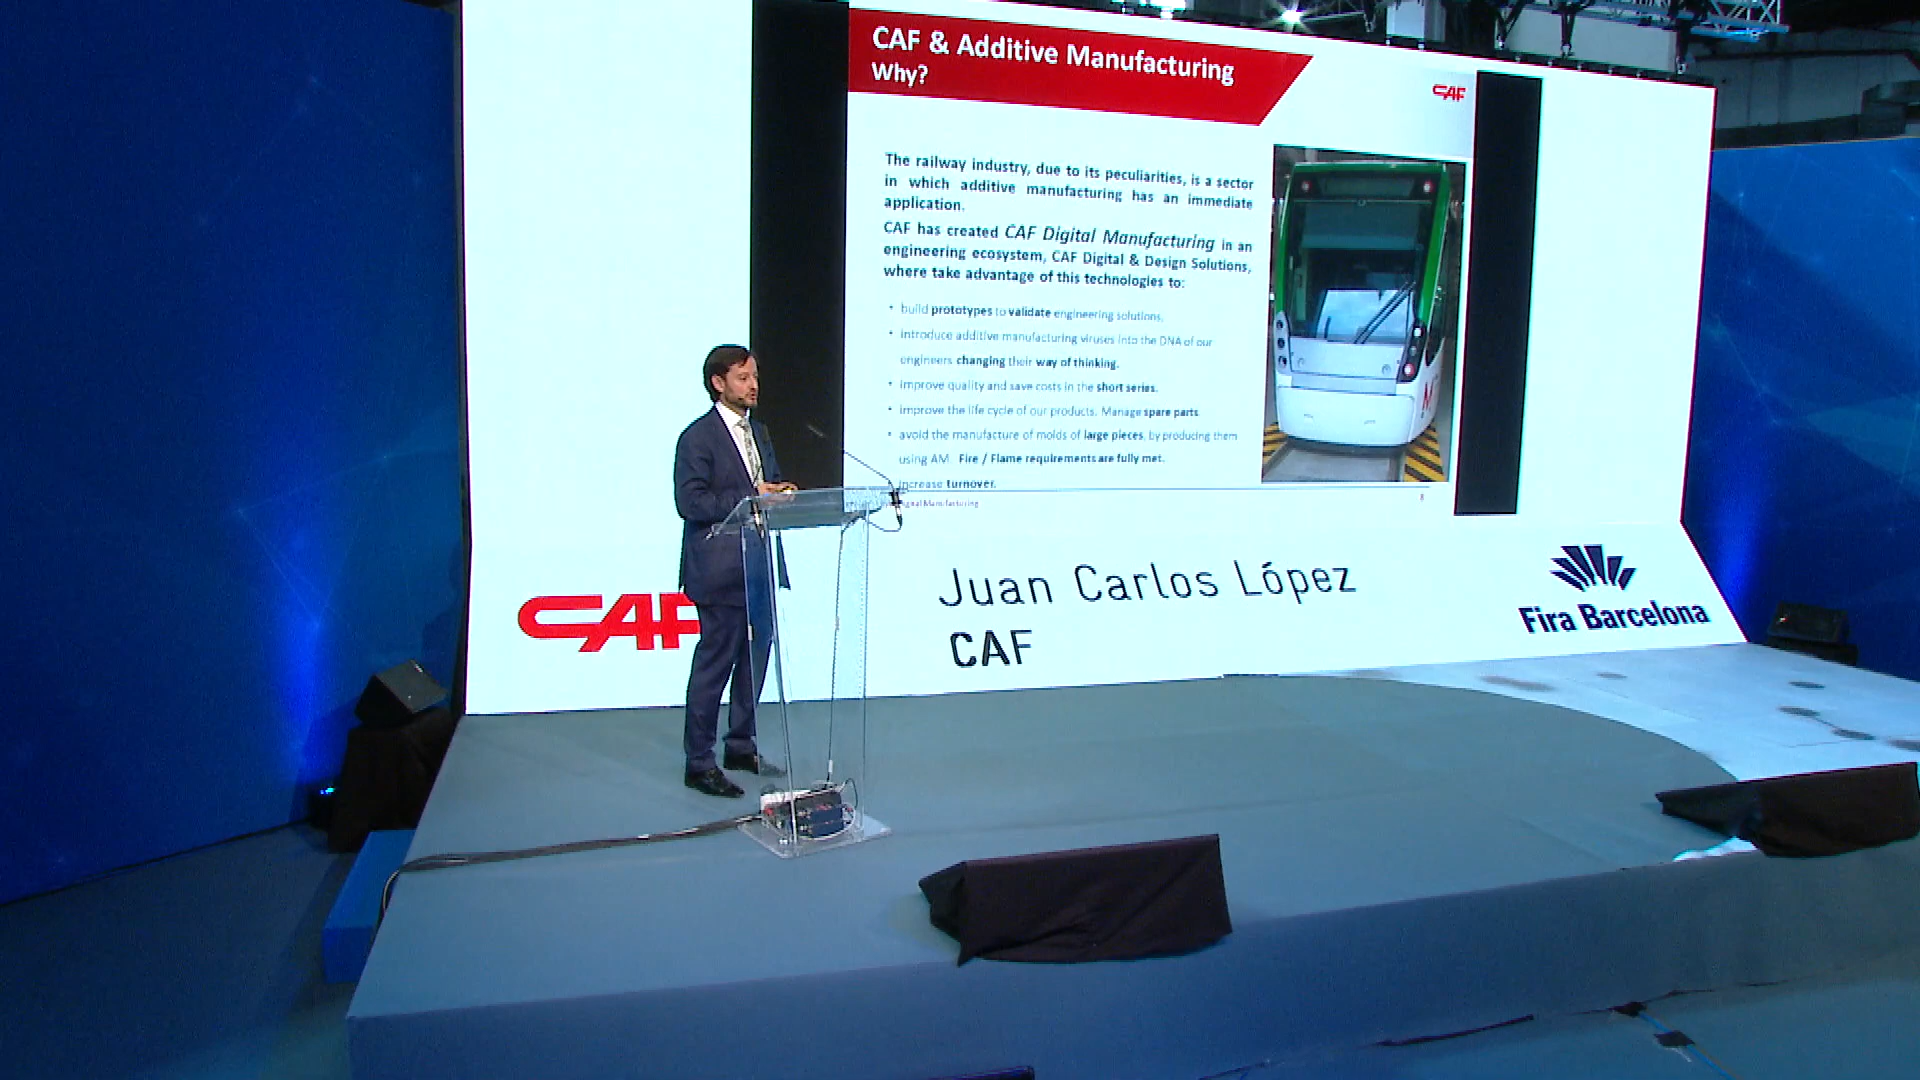 CAF & Additive Manufacturing
Why?
CAF
The railway industry, due to its peculiarities, is a sector
in which additive manufacturing has an immediate
application.
CAF has created CAF Digital Manufacturing in an
engineering ecosystem, CAF Digital & Design Solutions,
where take advantage of this technologies to:
• build prototypes to validate engineering solutions.
• introduce additive manufacturing viruses into the DNA of our
engineers changing their way of thinking.
• improve quality and save costs in the short series.
• improve the life cycle of our products. Manage spare parts
• avoid the manufacture of molds of large pieces, by producing them
using AM. Fire / Flame requirements are fully met.
increase turnover.
Digital Manufacturing
8
Juan Carlos López
CAF
CAF
Fira Barcelona